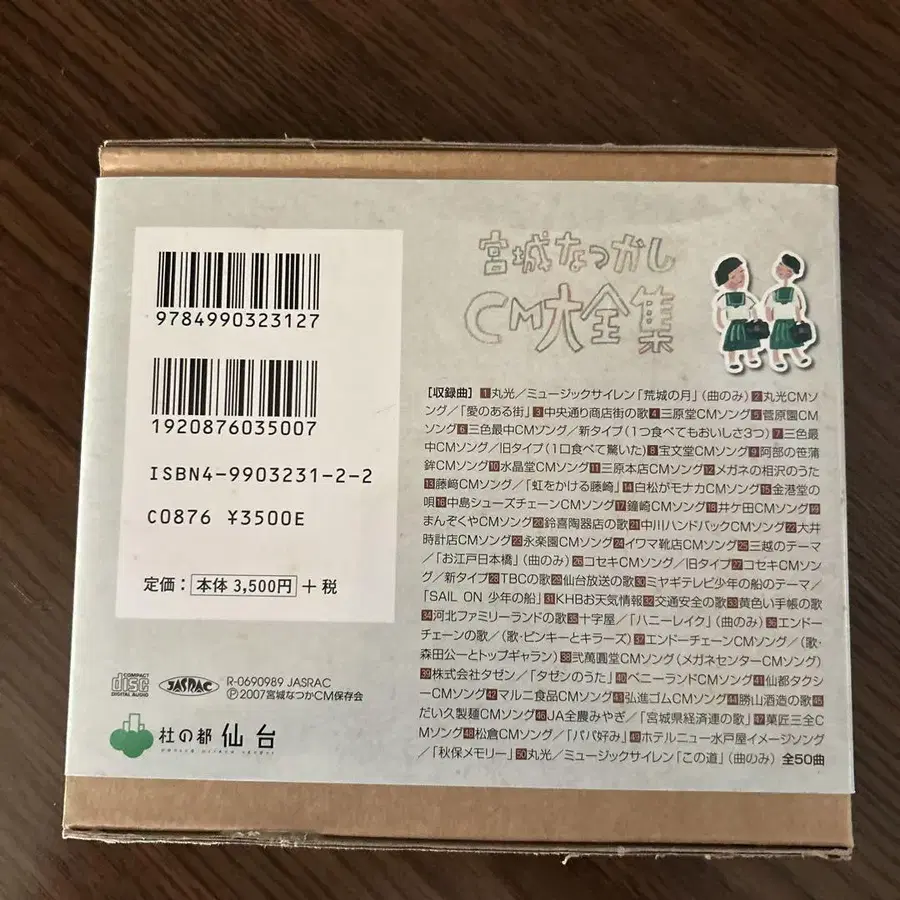 9784990323127
1920876035007
ISBN4-9903231-2-2
C0876 ¥3500E
定価：本体 3,500円＋税
COMPACT
disc
DIGITAL AUDIO
JASRAC
R-0690989 JASRAC
Ⓟ2007宮城なつかCM保存会
杜の都 仙台
宮城なつかし
CM大全集
【収録曲】1丸光／ミュージックサイレン「荒城の月」（曲のみ）2丸光CMソ
ング／「愛のある街」3中央通り商店街の歌4三原堂CMソング5菅原園CM
ソング6三色最中CMソング／新タイプ（1つ食べてもおいしさ3つ）7三色最
中CMソング／旧タイプ（1口食べて驚いた）8宝文堂CMソング9阿部の笹蒲
鉾CMソング10水晶堂CMソング11三原本店CMソング12メガネの相沢のうた
13藤﨑CMソング／「虹をかける藤崎」14白松がモナカCMソング15金港堂の
唄16中島シューズチェーンCMソング17鐘崎CMソング18井ケ田CMソング19
まんぞくやCMソング20鈴喜陶器店の歌21中川ハンドバックCMソング22大井
時計店CMソング23永楽園CMソング24イワマ靴店CMソング25三越のテーマ
／「お江戸日本橋」（曲のみ）26コセキCMソング／旧タイプ27コセキCMソン
グ／新タイプ28TBCの歌29仙台放送の歌30ミヤギテレビ少年の船のテーマ／
「SAIL ON 少年の船」31KHBお天気情報32交通安全の歌33黄色い手帳の歌
34河北ファミリーランドの歌35十字屋／「ハニーレイク」（曲のみ）36エンドー
チェーンの歌／（歌・ピンキーとキラーズ）37エンドーチェーンCMソング／（歌・
森田公一とトップギャラン）38弐萬圓堂CMソング（メガネセンターCMソング）
39株式会社タゼン／「タゼンのうた」40ベニーランドCMソング41仙都タクシ
ーCMソング42マルニ食品CMソング43弘進ゴムCMソング44勝山酒造の歌45
だい久製麺CMソング46JA全農みやぎ／「宮城県経済連の歌」47菓匠三全C
Mソング48松倉CMソング／「パパ好み」49ホテルニュー水戸屋イメージソング
／「秋保メモリー」50丸光／ミュージックサイレン「この道」（曲のみ）全50曲